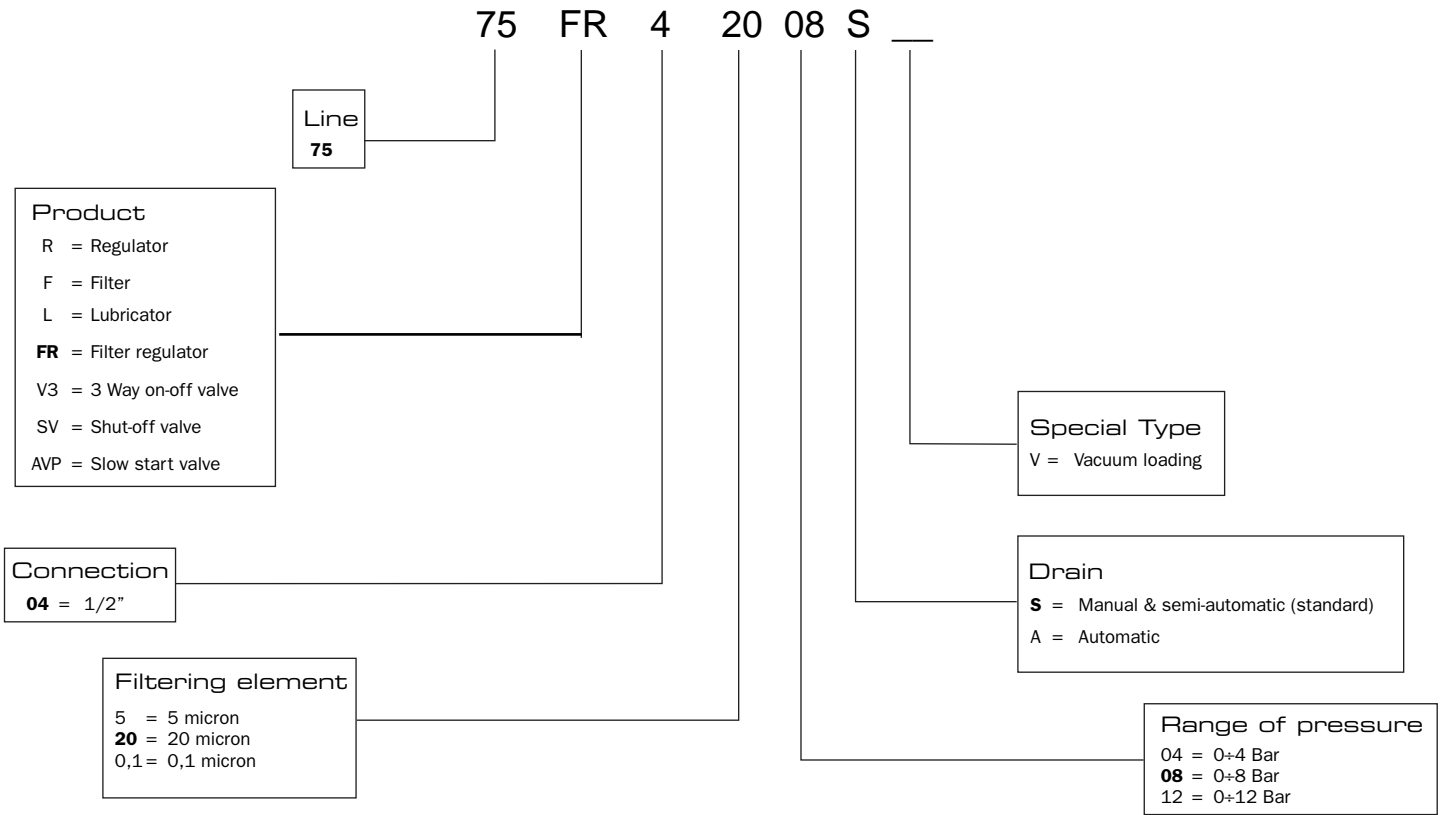 75 FR 4 20 08 S __
Line
75
Product
R = Regulator
F = Filter
L = Lubricator
FR = Filter regulator
V3 = 3 Way on-off valve
SV = Shut-off valve
AVP = Slow start valve
Connection
04 = 1/2”
Filtering element
5 = 5 micron
20 = 20 micron
0,1= 0,1 micron
Special Type
V = Vacuum loading
Drain
S = Manual & semi-automatic (standard)
A = Automatic
Range of pressure
04 = 0÷4 Bar
08 = 0÷8 Bar
12 = 0÷12 Bar